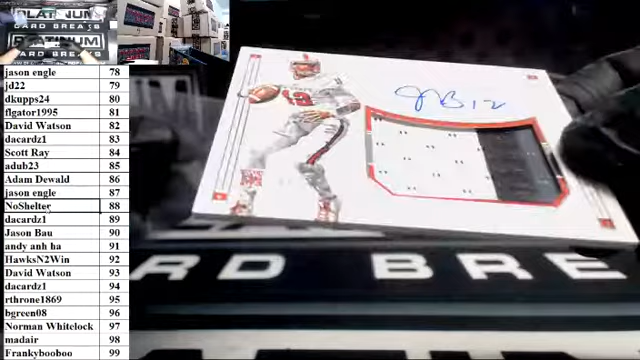 PLATINUM
CARD BREAKS
PLATINUM
CARD BREAKS
jason engle 78
jd22 79
dkupps24 80
flgator1995 81
David Watson 82
dacardz1 83
Scott Ray 84
adub23 85
Adam Dewald 86
jason engle 87
NoShelter 88
dacardz1 89
Jason Bau 90
andy anh ha 91
HawksN2Win 92
David Watson 93
dacardz1 94
rthrone1869 95
bgreen08 96
Norman Whitelock 97
madair 98
Frankybooboo 99
12
RD BRE